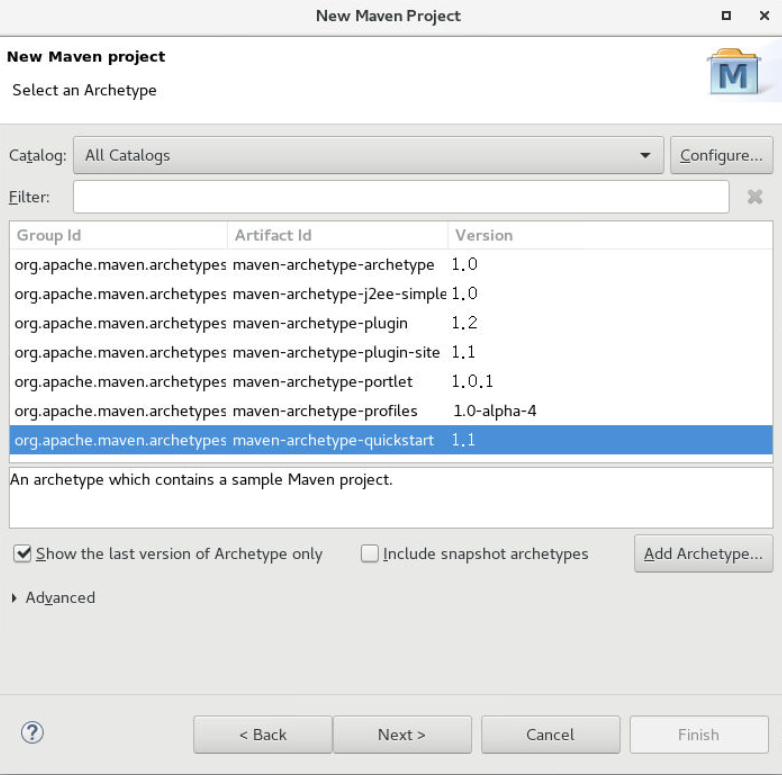 New Maven Project
New Maven project
Select an Archetype
M
Catalog: All Catalogs Configure...
Filter:
Group Id Artifact Id Version
org.apache.maven.archetypes maven-archetype-archetype 1.0
org.apache.maven.archetypes maven-archetype-j2ee-simple 1.0
org.apache.maven.archetypes maven-archetype-plugin 1.2
org.apache.maven.archetypes maven-archetype-plugin-site 1.1
org.apache.maven.archetypes maven-archetype-portlet 1.0.1
org.apache.maven.archetypes maven-archetype-profiles 1.0-alpha-4
org.apache.maven.archetypes maven-archetype-quickstart 1.1
An archetype which contains a sample Maven project.
Show the last version of Archetype only Include snapshot archetypes Add Archetype...
Advanced
? < Back Next > Cancel Finish